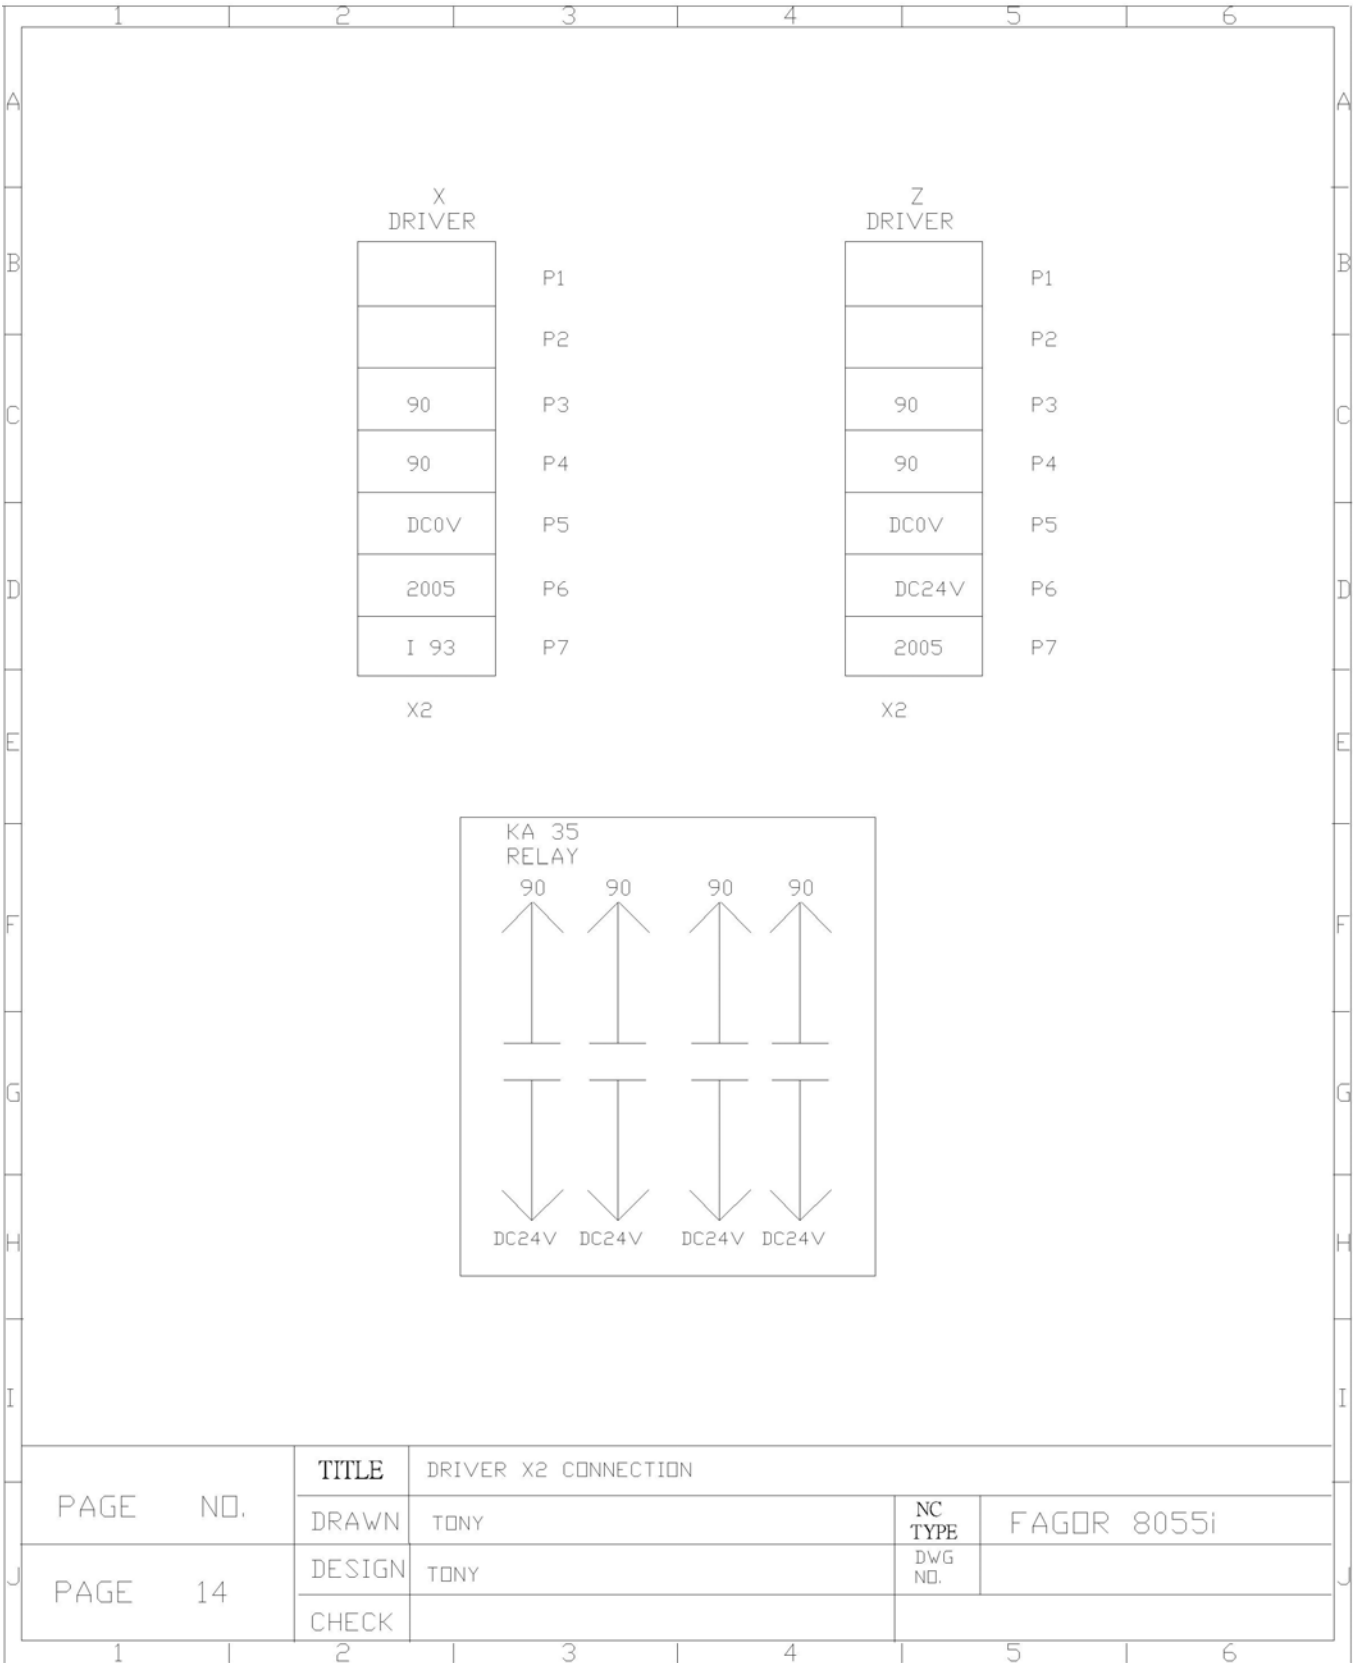 1 2 3 4 5 6
A A
X Z
DRIVER DRIVER
B P1 P1 B
P2 P2
C 90 P3 90 P3 C
90 P4 90 P4
DC0V P5 DC0V P5
D 2005 P6 DC24V P6 D
I 93 P7 2005 P7
X2 X2
E E
KA 35
RELAY
90 90 90 90
F F
G G
DC24V DC24V DC24V DC24V
H H
I I
TITLE DRIVER X2 CONNECTION
PAGE NO. DRAWN TONY NC TYPE FAGOR 8055i
J PAGE 14 DESIGN TONY DWG NO. J
CHECK
1 2 3 4 5 6